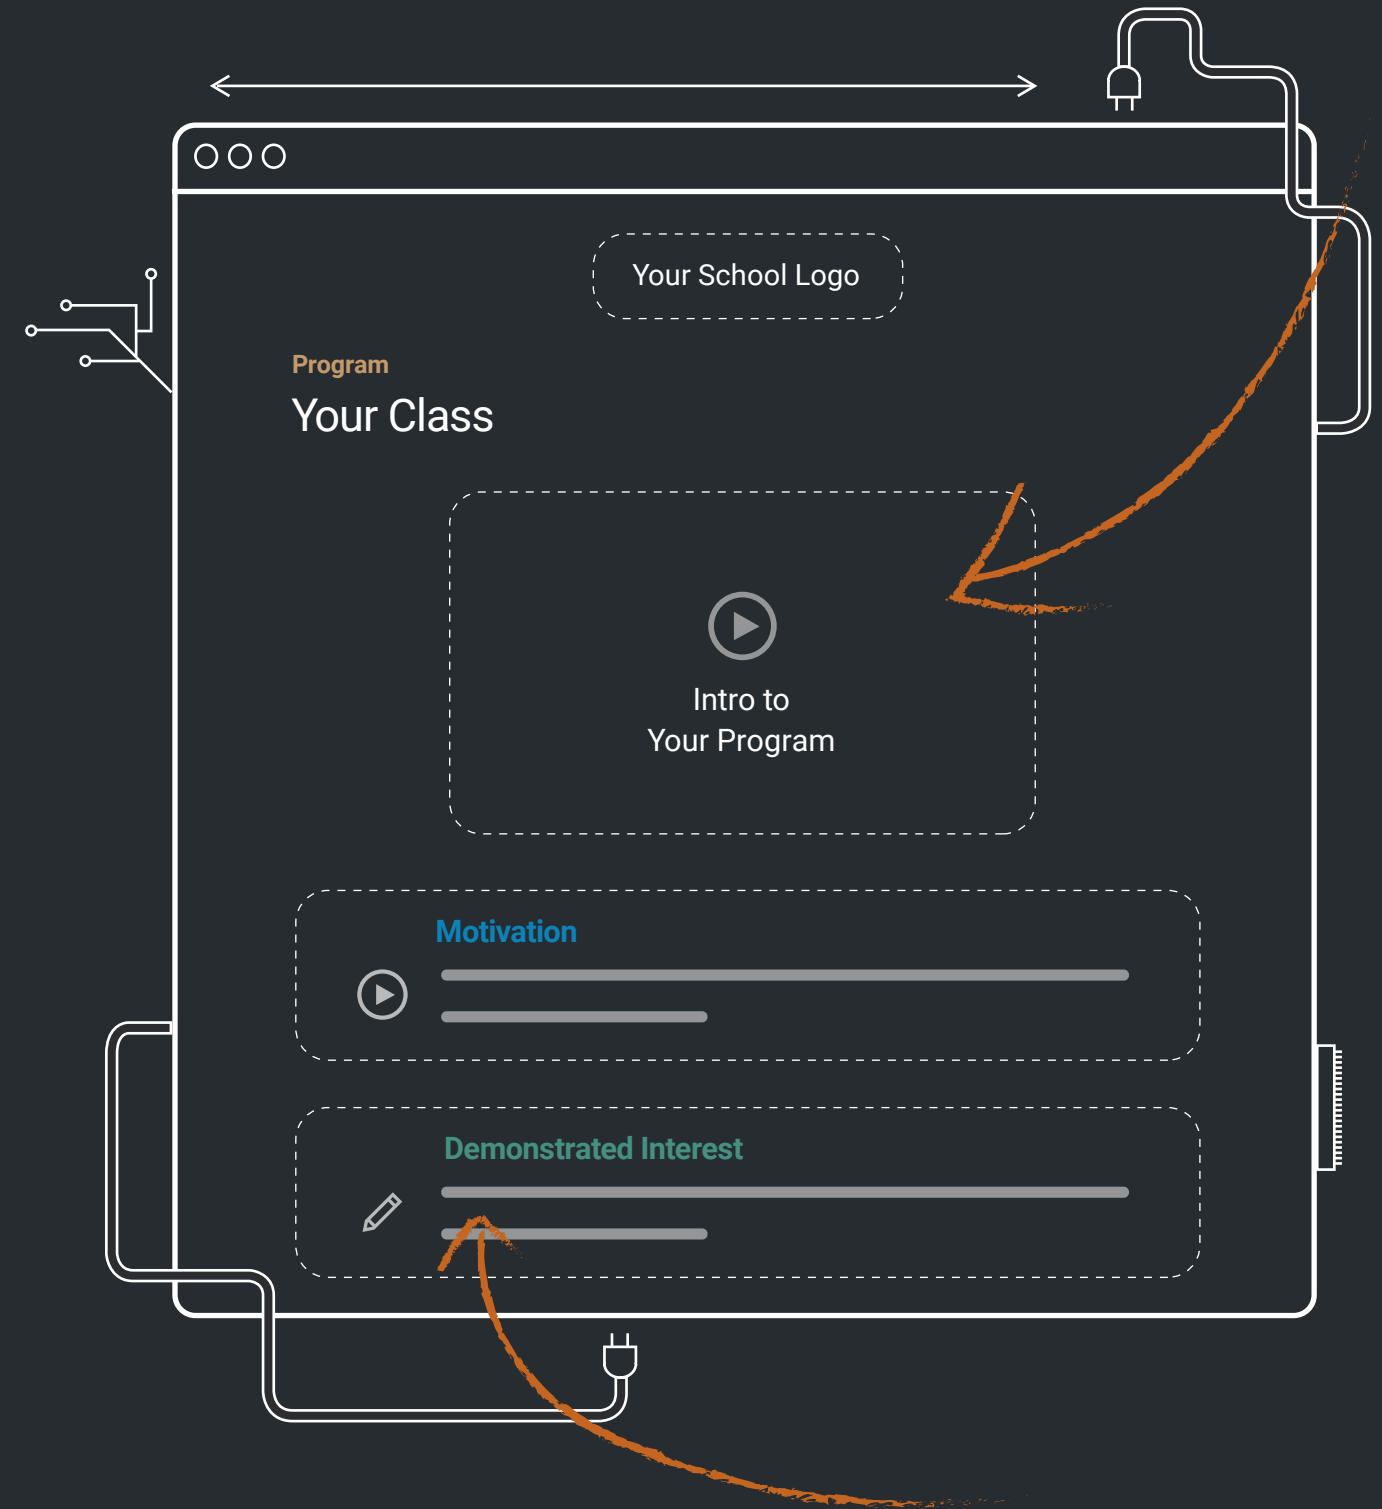 Your School Logo
Program
Your Class
Intro to
Your Program
Motivation
Demonstrated Interest